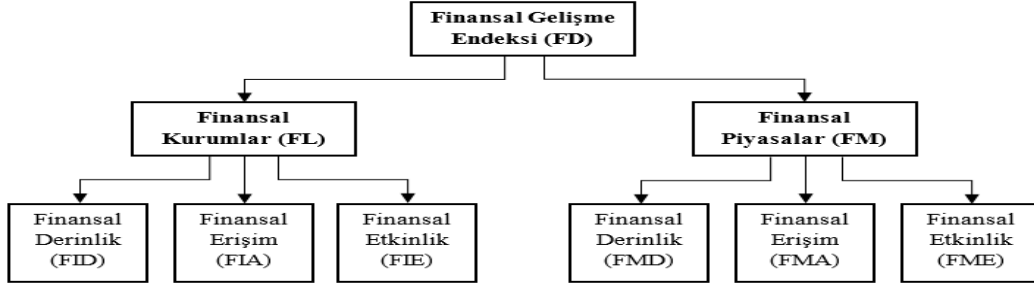 Finansal Gelişme
Endeksi (FD)
Finansal
Kurumlar (FL)
Finansal
Piyasalar (FM)
Finansal
Derinlik
(FID)
Finansal
Erişim
(FIA)
Finansal
Etkinlik
(FIE)
Finansal
Derinlik
(FMD)
Finansal
Erişim
(FMA)
Finansal
Etkinlik
(FME)